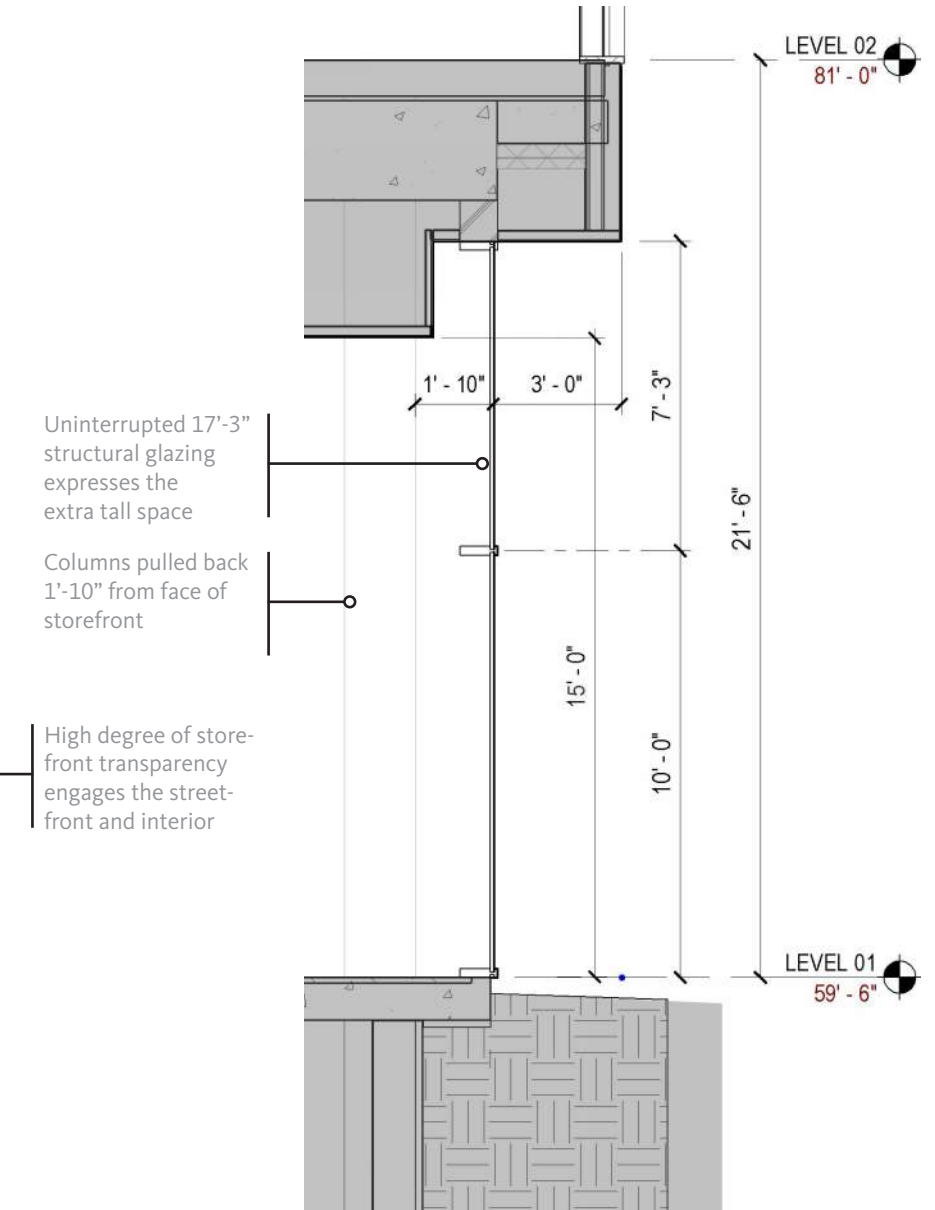 LEVEL 02
81' - 0"
1' - 10"
3' - 0"
7' - 3"
Uninterrupted 17'-3”
structural glazing
expresses the
extra tall space
21' - 6"
Columns pulled back
1'-10” from face of
storefront
15' - 0"
10' - 0"
High degree of store-
front transparency
engages the street-
front and interior
LEVEL 01
59' - 6"